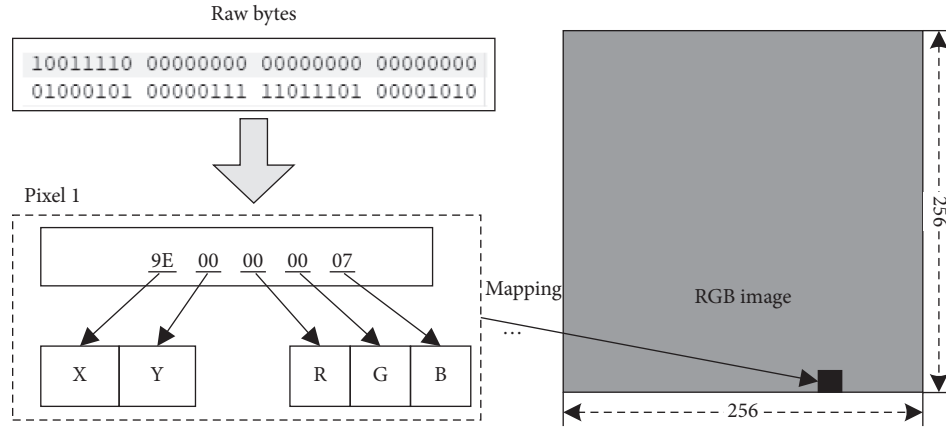 Raw bytes
10011110 00000000 00000000 00000000
01000101 00000111 11011101 00001010
Pixel 1
9E 00 00 00 07
X Y R G B
Mapping
...
RGB image
256
256